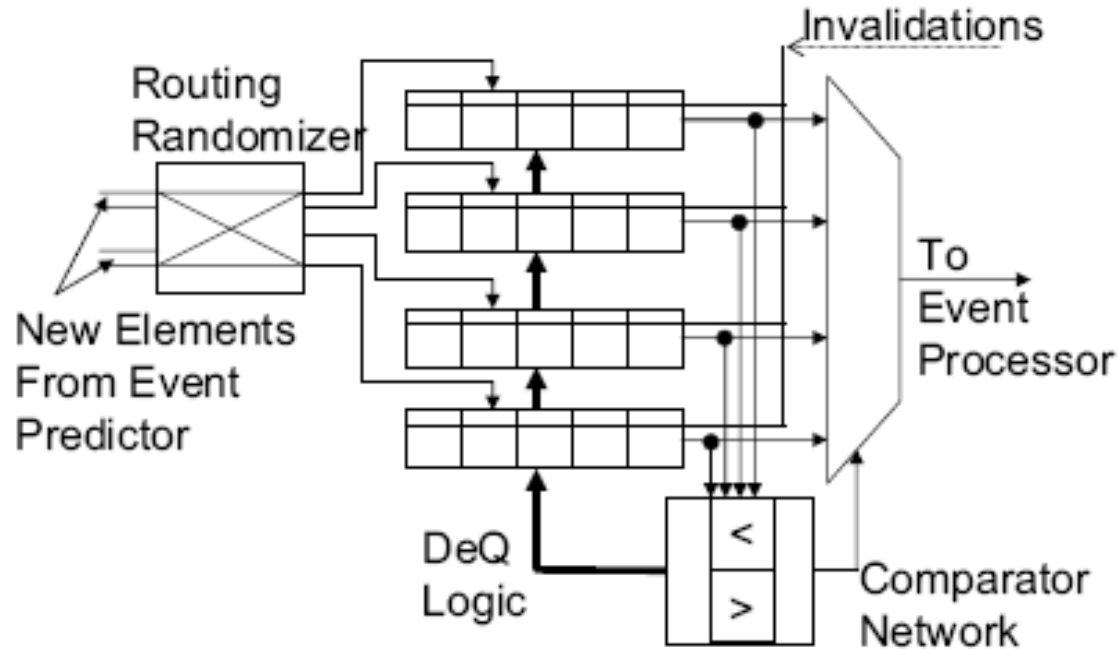 Invalidations
Routing
Randomizer
New Elements
From Event
Predictor
To
Event
Processor
DeQ
Logic
<
>
Comparator
Network